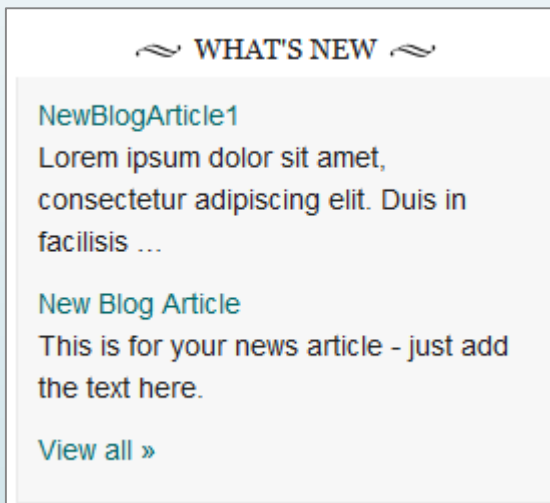 WHAT'S NEW
NewBlogArticle1
Lorem ipsum dolor sit amet,
consectetur adipiscing elit. Duis in
facilisis ...
New Blog Article
This is for your news article - just add
the text here.
View all »